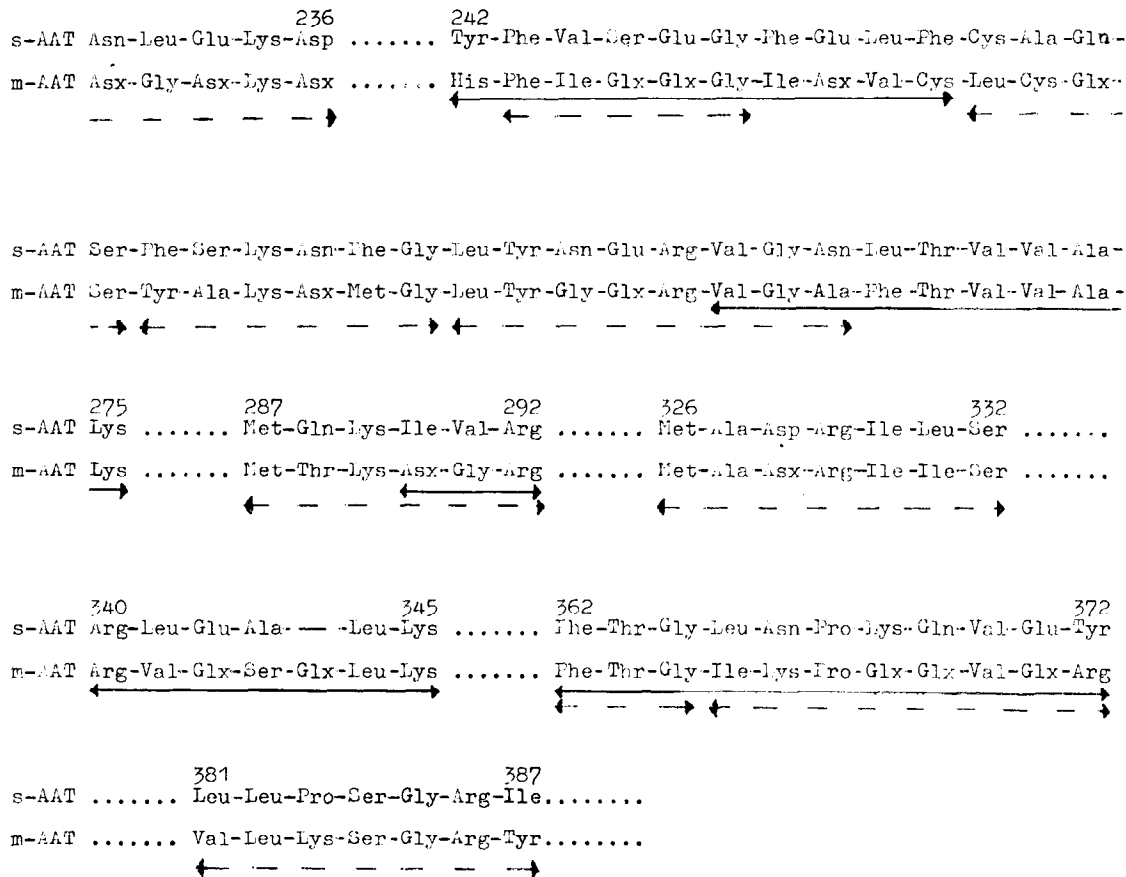 236 242
s-AAT Asn-Leu-Glu-Lys-Asp ....... Tyr-Phe-Val-Ser-Glu-Gly-Phe-Glu-Leu-Phe-Cys-Ala-Gln-
m-AAT Asx-Gly-Asx-Lys-Asx ....... His-Phe-Ile-Glx-Glx-Gly-Ile-Asx-Val-Cys-Leu-Cys-Glx-
s-AAT Ser-Phe-Ser-Lys-Asn-Phe-Gly-Leu-Tyr-Asn-Glu-Arg-Val-Gly-Asn-Leu-Thr-Val-Val-Ala-
m-AAT Ser-Tyr-Ala-Lys-Asx-Met-Gly-Leu-Tyr-Gly-Glx-Arg-Val-Gly-Ala-Phe-Thr-Val-Val-Ala-
275 287 292 326 332
s-AAT Lys ....... Met-Gln-Lys-Ile-Val-Arg ....... Met-Ala-Asp-Arg-Ile-Leu-Ser .......
m-AAT Lys ....... Met-Thr-Lys-Asx-Gly-Arg ....... Met-Ala-Asx-Arg-Ile-Ile-Ser .......
340 345 362 372
s-AAT Arg-Leu-Glu-Ala- — -Leu-Lys ....... Phe-Thr-Gly-Leu-Asn-Pro-Lys-Gln-Val-Glu-Tyr
m-AAT Arg-Val-Glx-Ser-Glx-Leu-Lys ....... Phe-Thr-Gly-Ile-Lys-Pro-Glx-Glx-Val-Glx-Arg
381 387
s-AAT ....... Leu-Leu-Pro-Ser-Gly-Arg-Ile........
m-AAT ....... Val-Leu-Lys-Ser-Gly-Arg-Tyr........